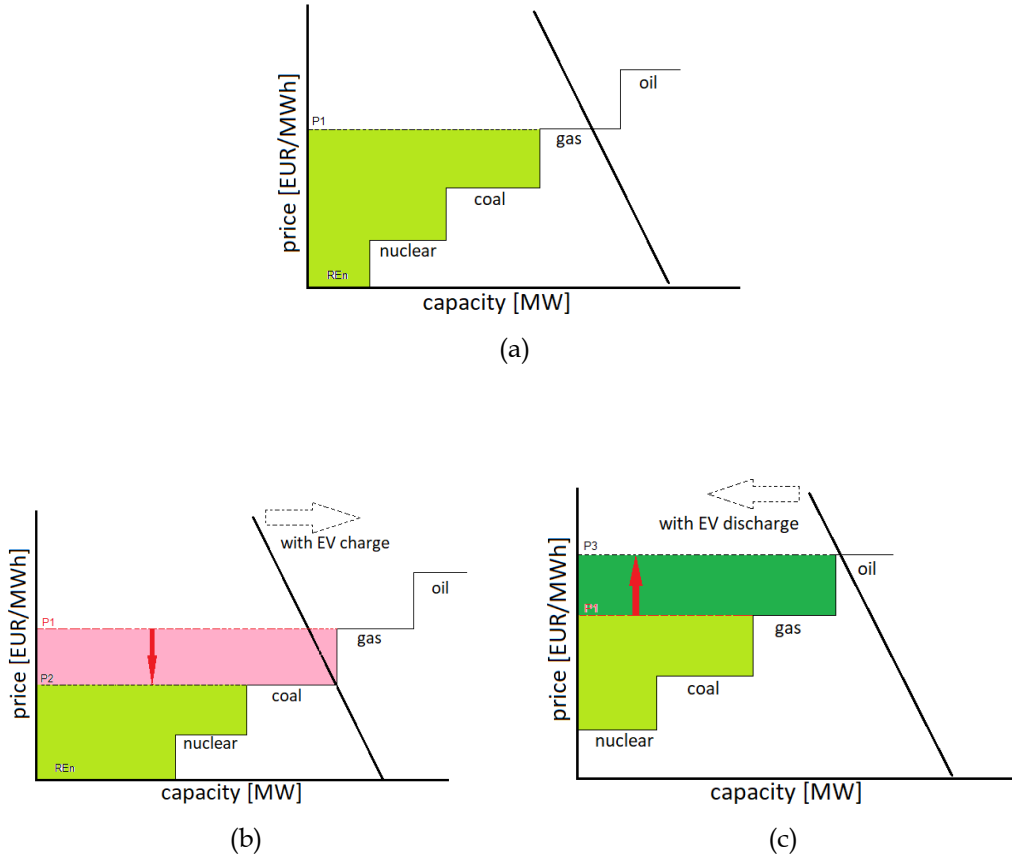 price [EUR/MWh]
P1
oil
gas
coal
nuclear
REn
capacity [MW]
(a)
with EV charge
price [EUR/MWh]
oil
P1
gas
P2
coal
nuclear
REn
capacity [MW]
(b)
with EV discharge
price [EUR/MWh]
P3
oil
P1
gas
coal
nuclear
capacity [MW]
(c)